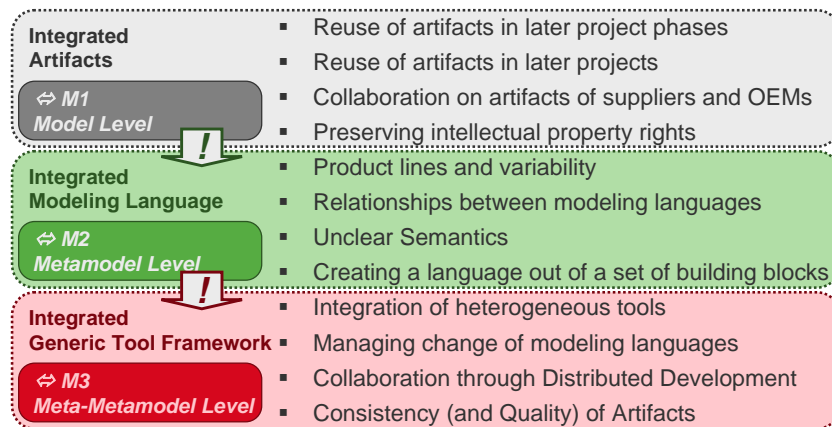 Integrated
Artifacts
⇔ M1
Model Level
▪ Reuse of artifacts in later project phases
▪ Reuse of artifacts in later projects
▪ Collaboration on artifacts of suppliers and OEMs
▪ Preserving intellectual property rights
!
Integrated
Modeling Language
⇔ M2
Metamodel Level
▪ Product lines and variability
▪ Relationships between modeling languages
▪ Unclear Semantics
▪ Creating a language out of a set of building blocks
!
Integrated
Generic Tool Framework
⇔ M3
Meta-Metamodel Level
▪ Integration of heterogeneous tools
▪ Managing change of modeling languages
▪ Collaboration through Distributed Development
▪ Consistency (and Quality) of Artifacts